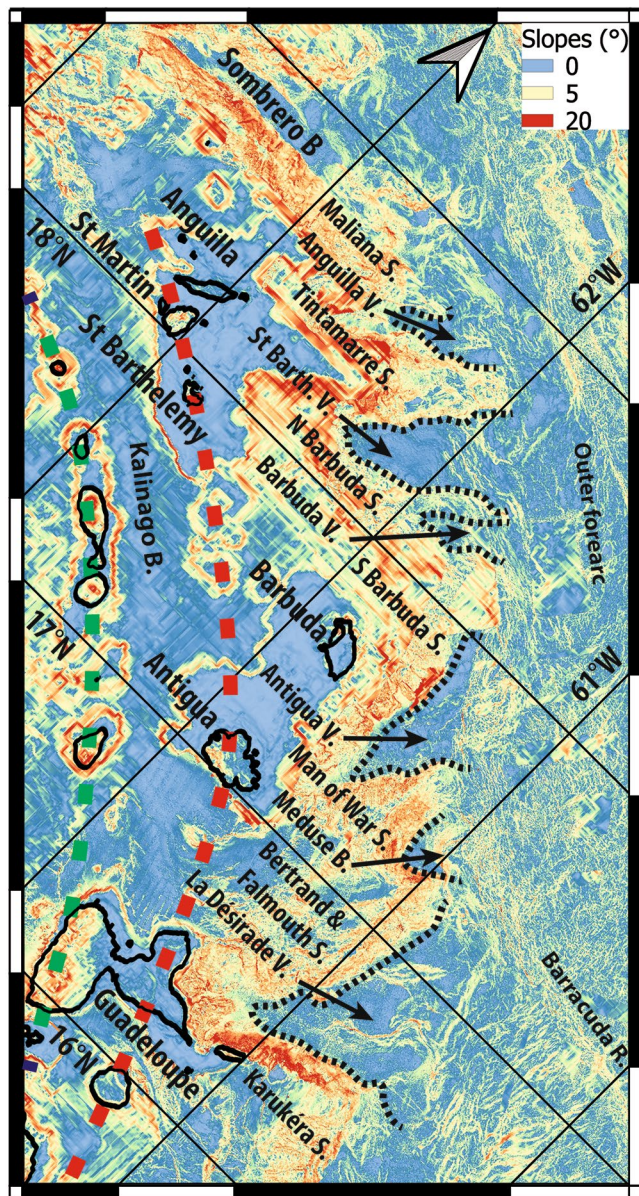 Slopes (°)
0
5
20
Sombrero B
Maliana S.
Anguilla
Anguilla V.
18°N
St Martin
62°W
Tintamarre S.
St Barthelemy
St Barth. V.
N Barbuda S.
Kalinago B.
Barbuda V.
Outer forearc
17°N
Barbuda
S Barbuda S.
61°W
Antigua
Antigua V.
Man of War S.
Meduse B.
Bertrand &
Falmouth S.
La Désirade V.
Barracuda R.
16°N
Guadeloupe
Karukéra S.